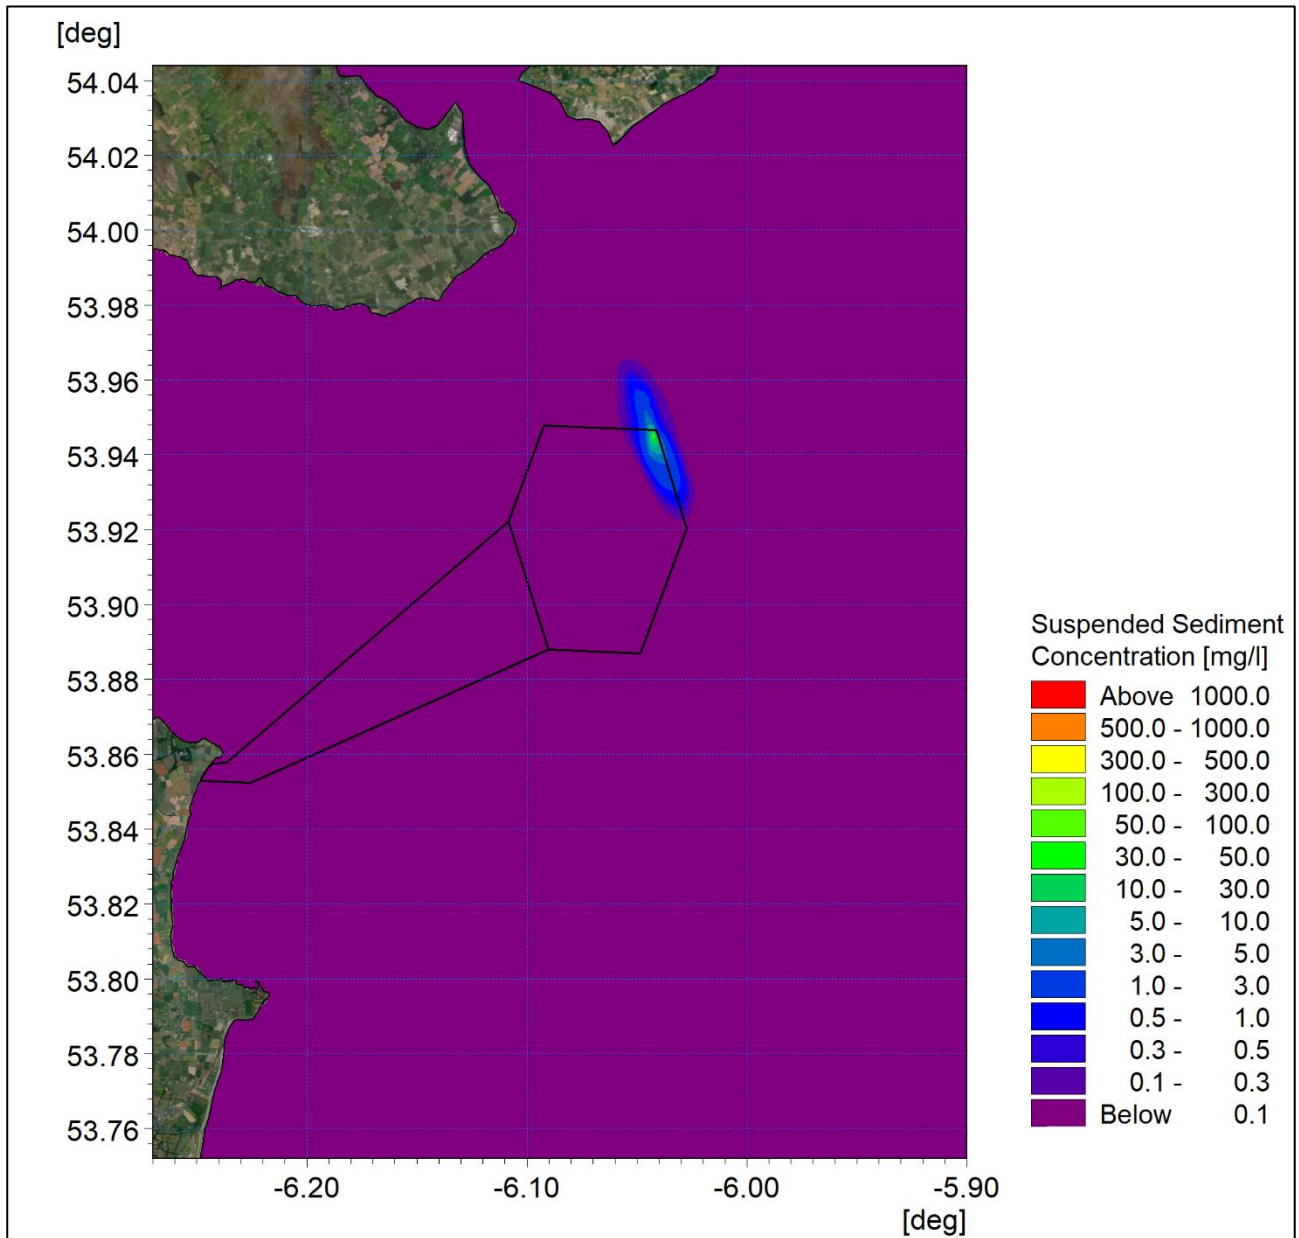 [deg]
54.04
54.02
54.00
53.98
53.96
53.94
53.92
53.90
53.88
53.86
53.84
53.82
53.80
53.78
53.76
-6.20 -6.10 -6.00 -5.90
[deg]
Suspended Sediment
Concentration [mg/l]
Above 1000.0
500.0 - 1000.0
300.0 - 500.0
100.0 - 300.0
50.0 - 100.0
30.0 - 50.0
10.0 - 30.0
5.0 - 10.0
3.0 - 5.0
1.0 - 3.0
0.5 - 1.0
0.3 - 0.5
0.1 - 0.3
Below 0.1